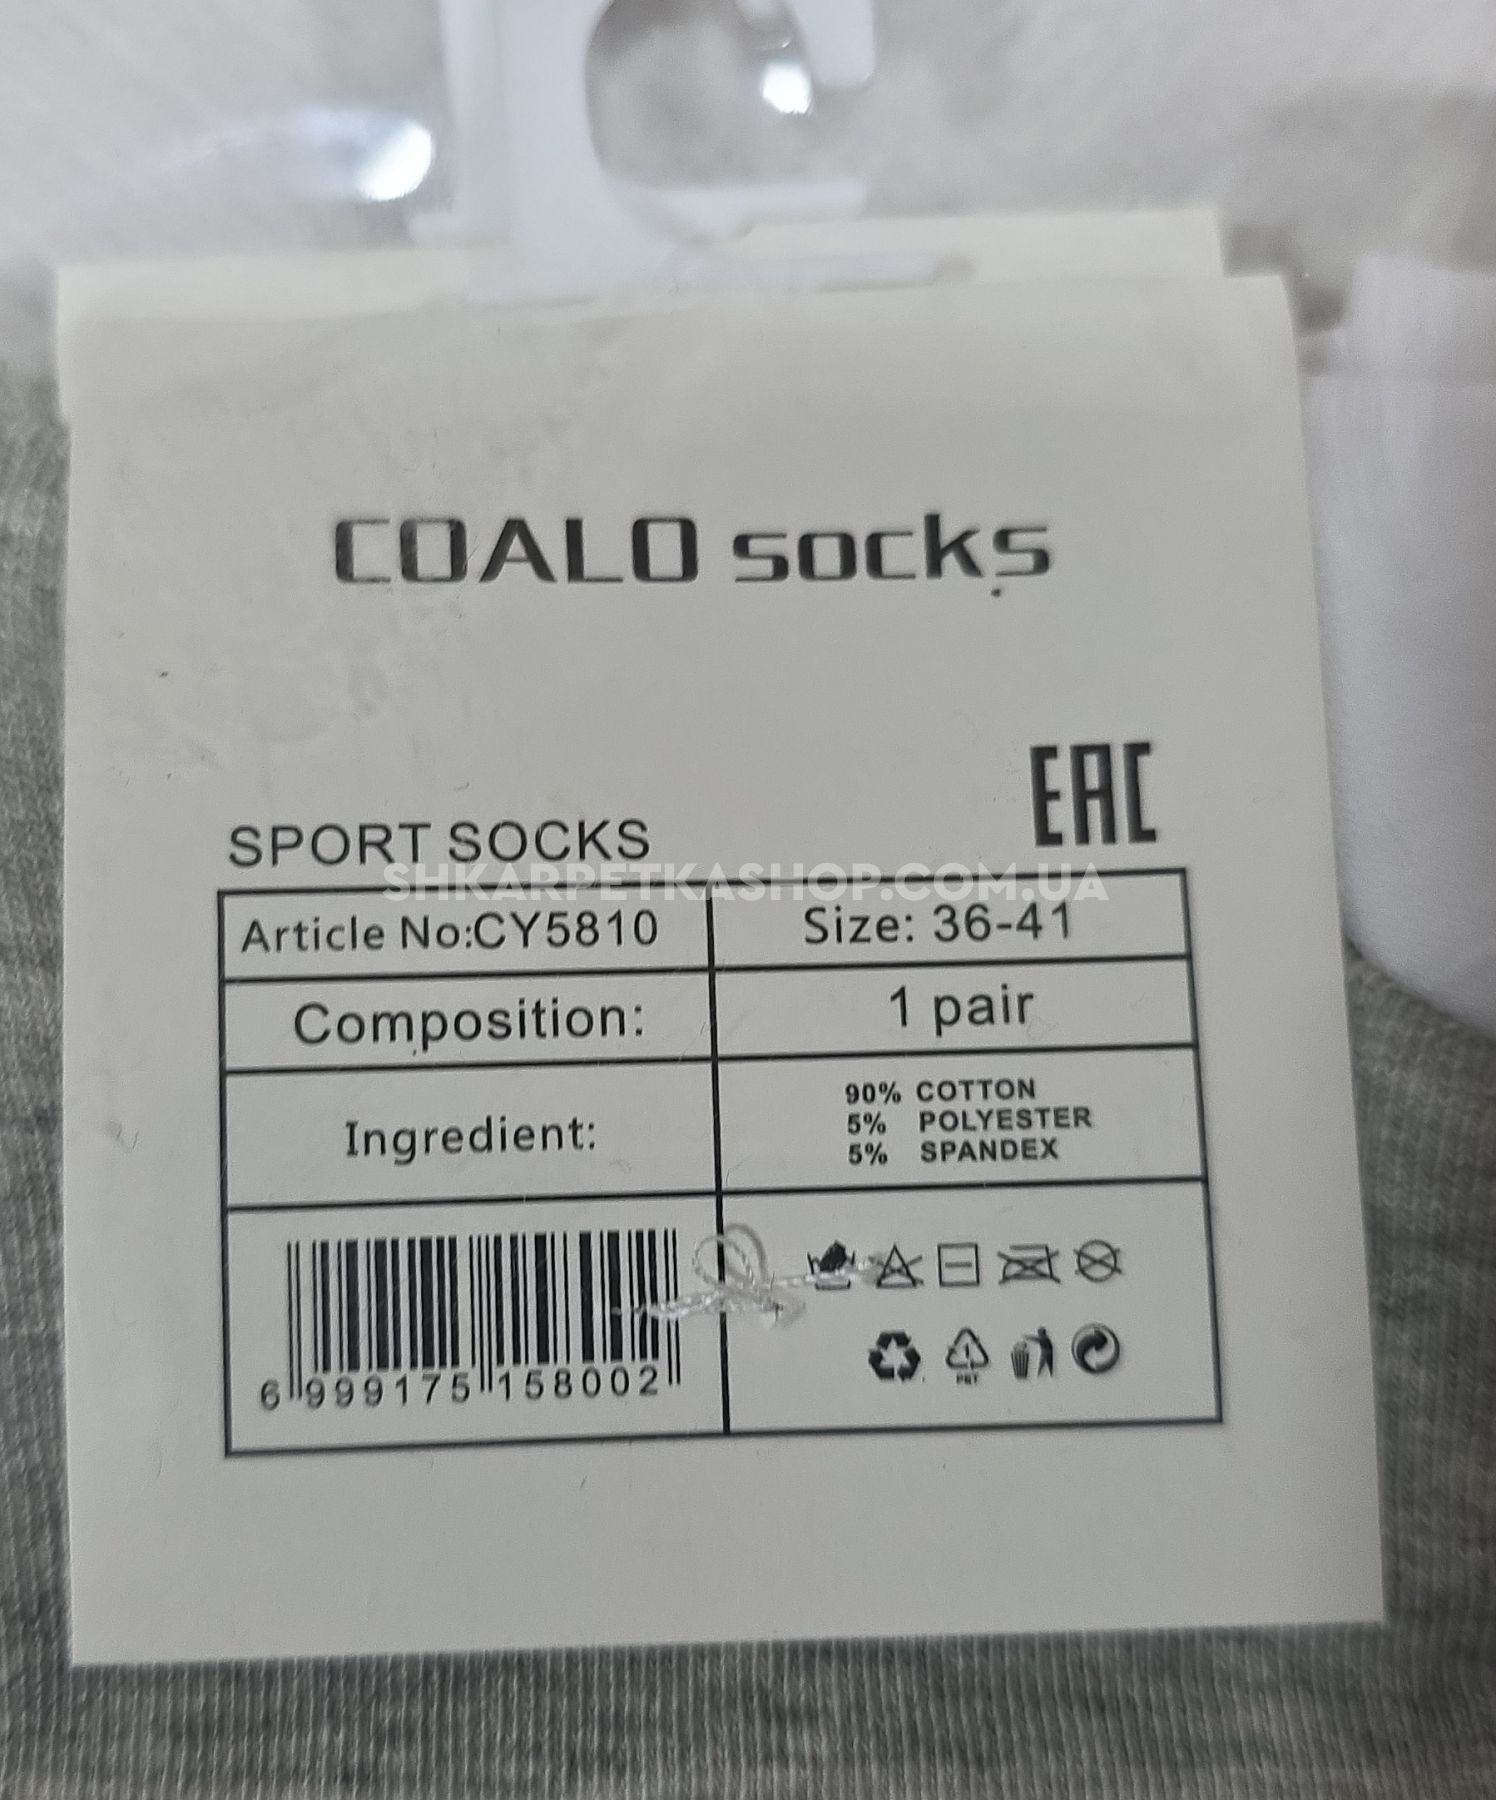 COALO socks
EAC
SPORT SOCKS
SHKARPETKASHOP.COM.UA
Article No:CY5810
Size: 36-41
Composition:
1 pair
Ingredient:
90% COTTON
5% POLYESTER
5% SPANDEX
6 999175 158002